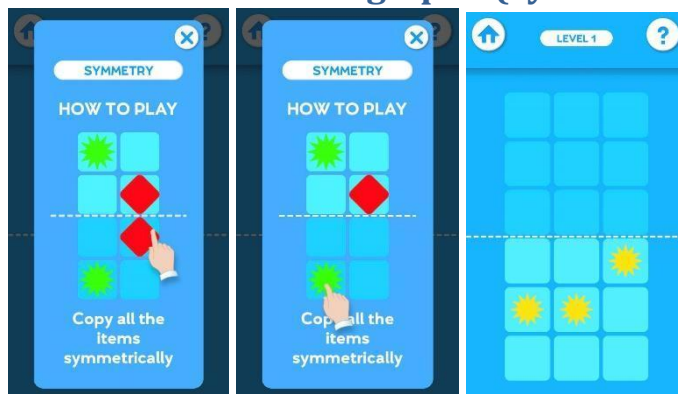 SYMMETRY
HOW TO PLAY
Copy all the
items
symmetrically
SYMMETRY
HOW TO PLAY
Copy all the
items
symmetrically
LEVEL 1
?